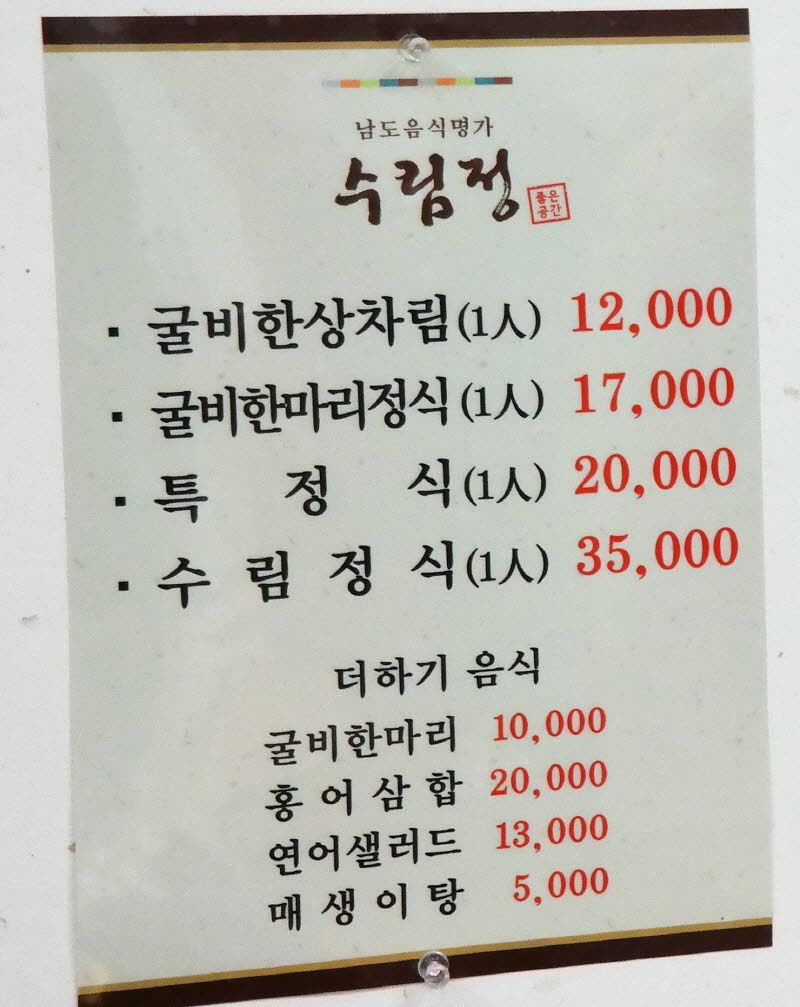 남도음식명가
수림정
좋은
공간
▪ 굴비한상차림(1人) 12,000
▪ 굴비한마리정식(1人) 17,000
▪ 특 정 식(1人) 20,000
▪ 수 림 정 식(1人) 35,000
더하기 음식
굴비한마리 10,000
홍 어 삼 합 20,000
연어샐러드 13,000
매 생 이 탕 5,000